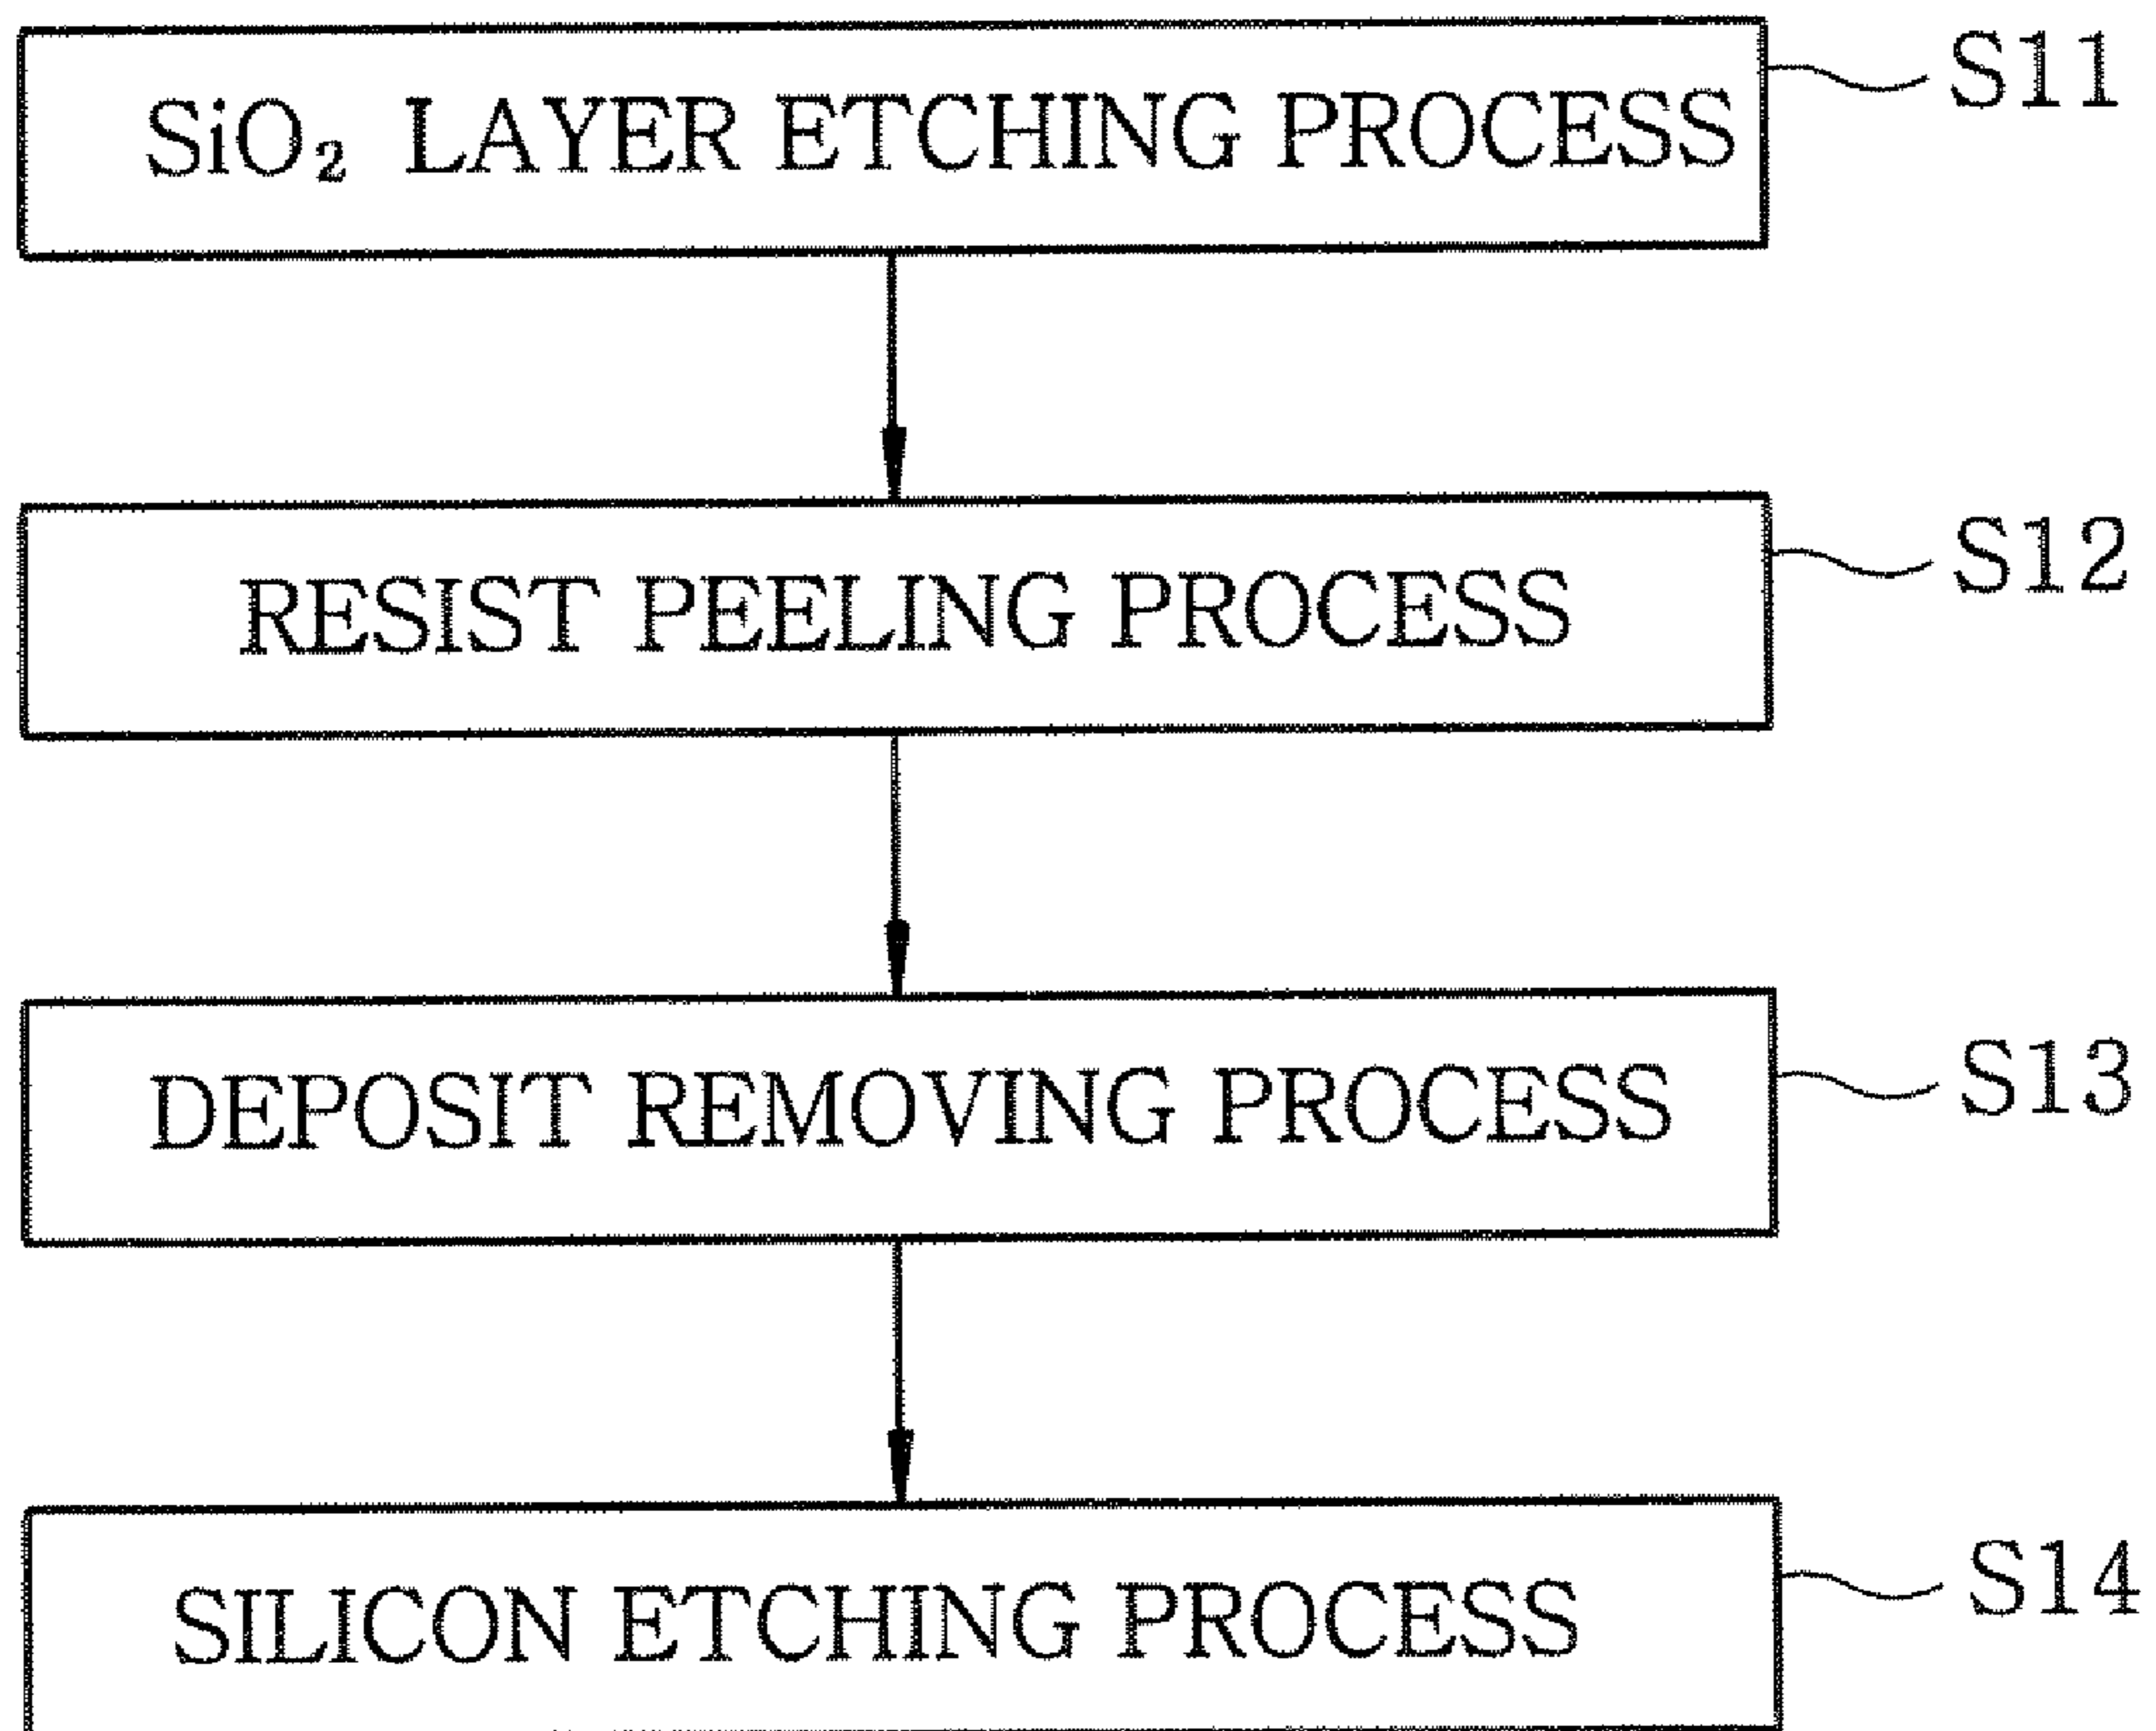 SiO₂ LAYER ETCHING PROCESS S11
RESIST PEELING PROCESS S12
DEPOSIT REMOVING PROCESS S13
SILICON ETCHING PROCESS S14